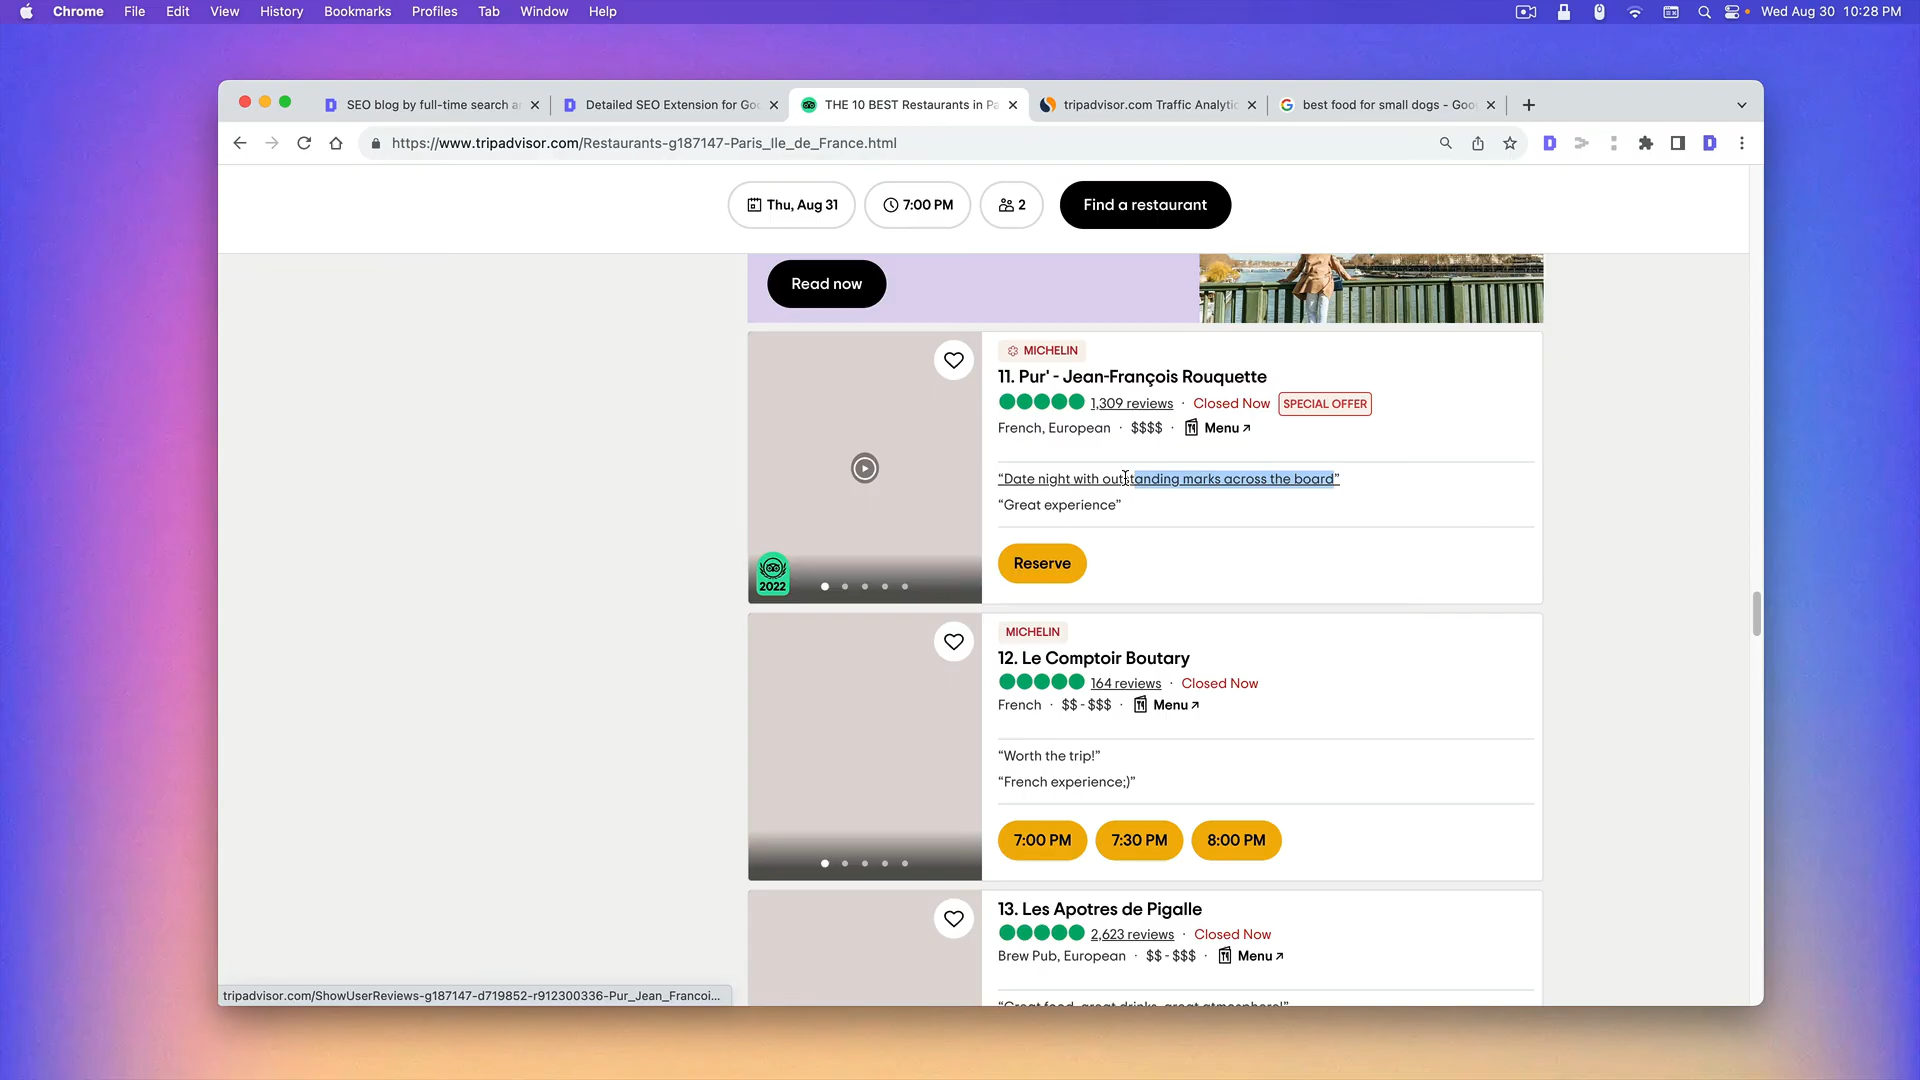 Chrome File Edit View History Bookmarks Profiles Tab Window Help Wed Aug 30 10:28 PM
SEO blog by full-time search a Detailed SEO Extension for Goo THE 10 BEST Restaurants in Pa tripadvisor.com Traffic Analytic best food for small dogs - Goo
https://www.tripadvisor.com/Restaurants-g187147-Paris_Ile_de_France.html
Thu, Aug 31 7:00 PM 2 Find a restaurant
Read now
MICHELIN
11. Pur' - Jean-François Rouquette
1,309 reviews · Closed Now SPECIAL OFFER
French, European · $$$$ · Menu
“Date night with outstanding marks across the board”
“Great experience”
Reserve
2022
MICHELIN
12. Le Comptoir Boutary
164 reviews · Closed Now
French · $$ - $$$ · Menu
“Worth the trip!”
“French experience;)”
7:00 PM 7:30 PM 8:00 PM
13. Les Apotres de Pigalle
2,623 reviews · Closed Now
Brew Pub, European · $$ - $$$ · Menu
“Great food, great drinks, great atmosphere!”
tripadvisor.com/ShowUserReviews-g187147-d719852-r912300336-Pur_Jean_Francoi...